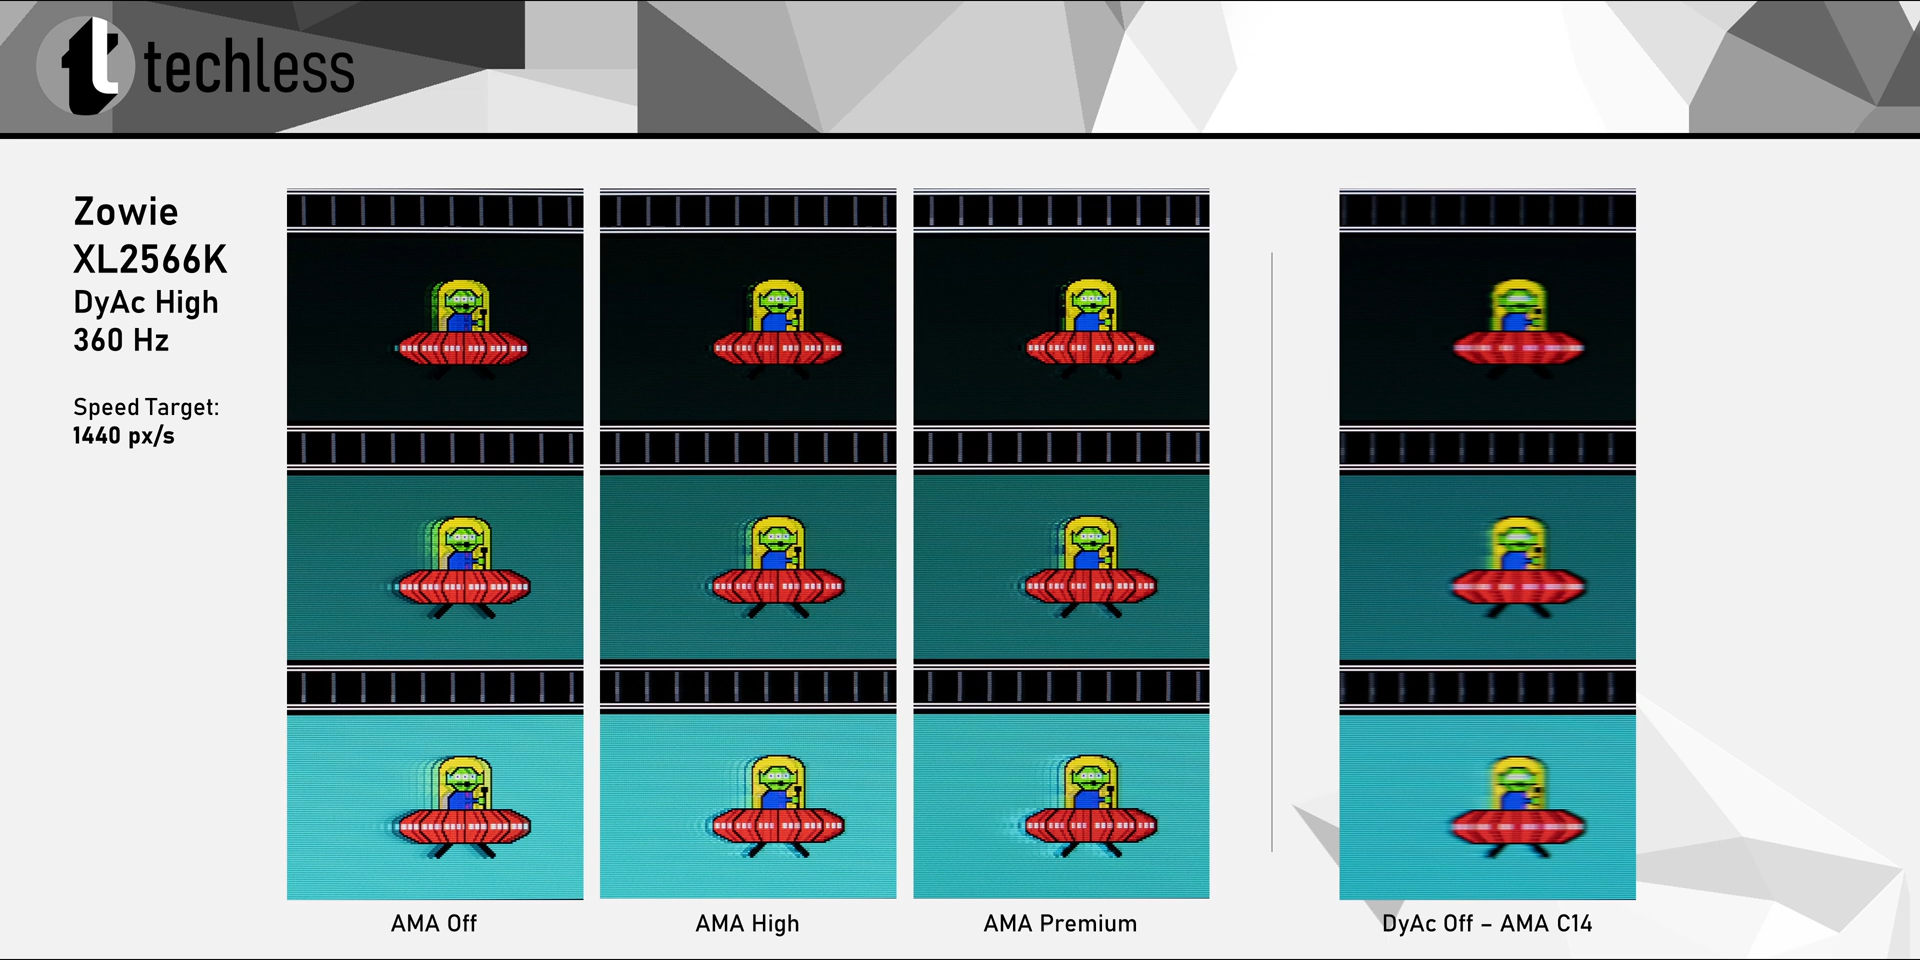 techless
Zowie
XL2566K
DyAc High
360 Hz
Speed Target:
1440 px/s
AMA Off
AMA High
AMA Premium
DyAc Off – AMA C14